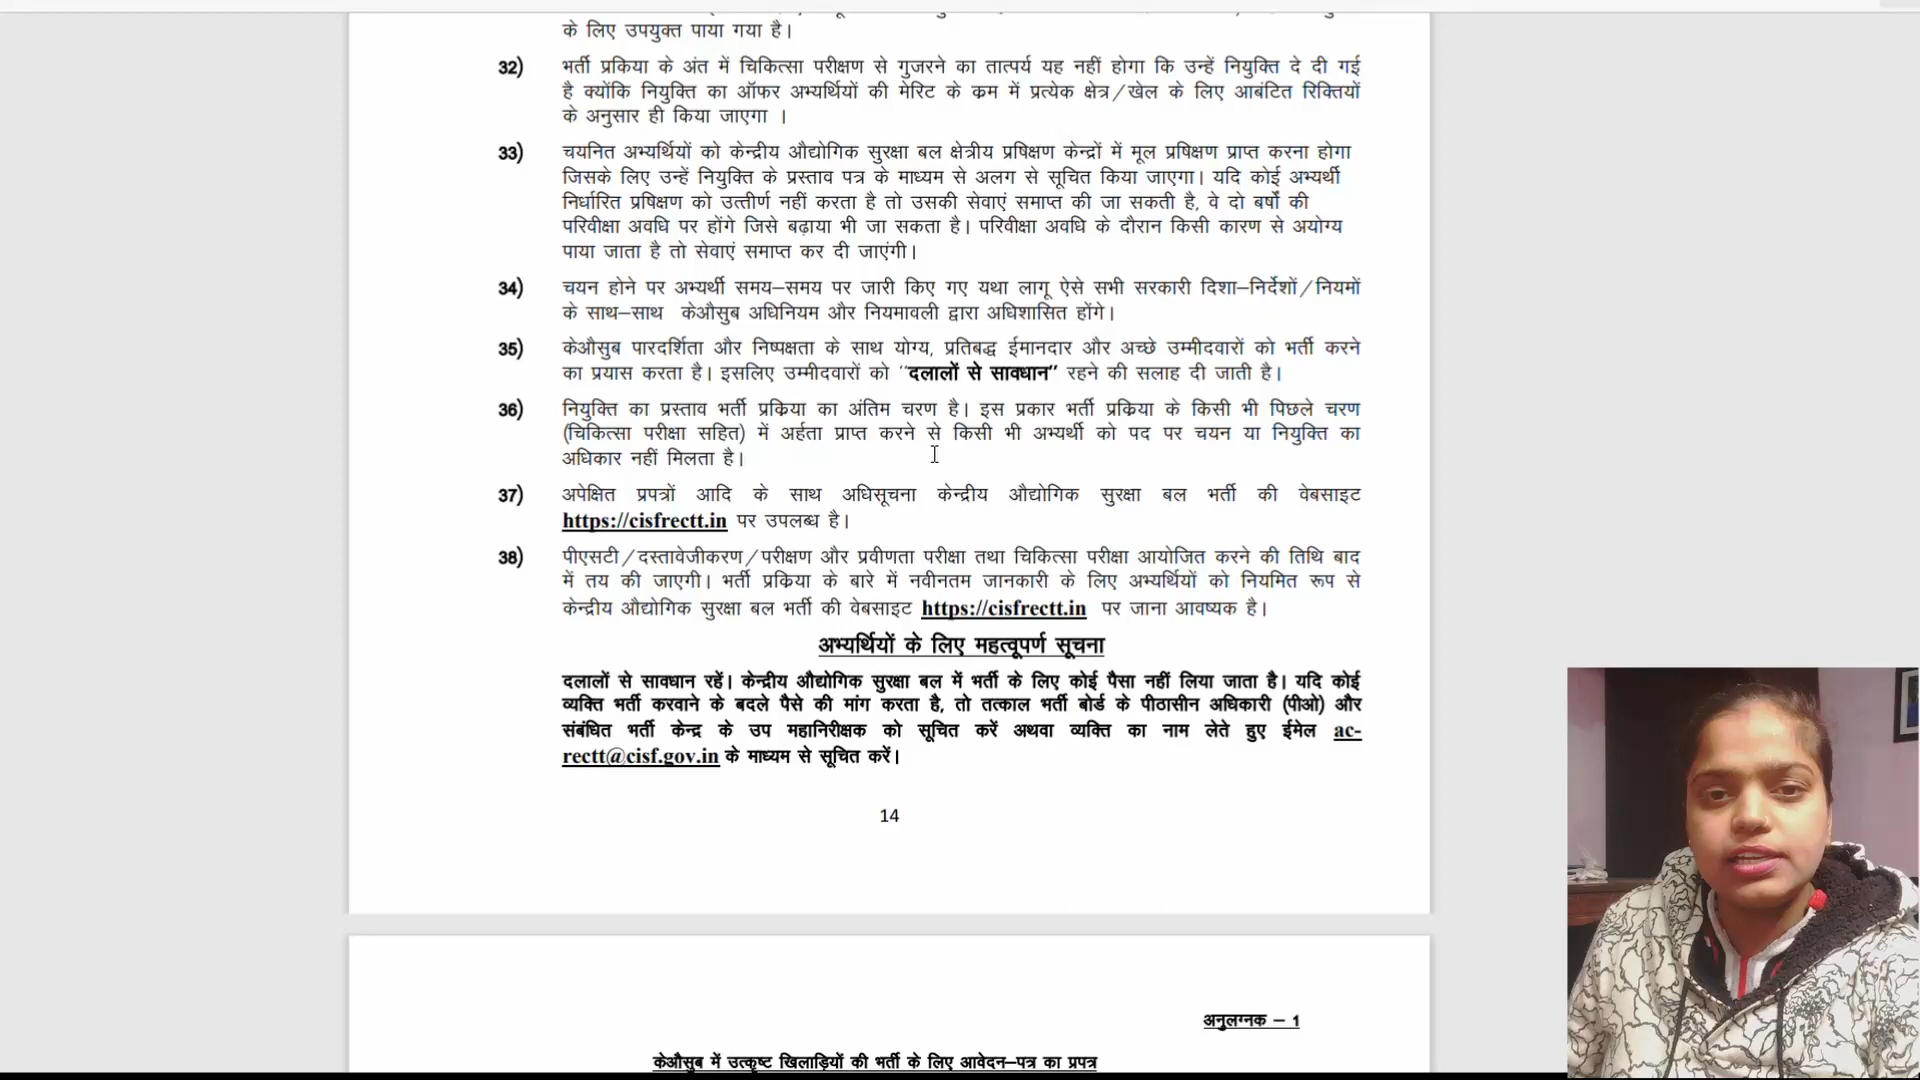 के लिए उपयुक्त पाया गया है।
32) भर्ती प्रकिया के अंत में चिकित्सा परीक्षण से गुजरने का तात्पर्य यह नहीं होगा कि उन्हें नियुक्ति दे दी गई
है क्योंकि नियुक्ति का ऑफर अभ्यर्थियों की मेरिट के कम में प्रत्येक क्षेत्र/खेल के लिए आबंटित रिक्तियों
के अनुसार ही किया जाएगा ।
33) चयनित अभ्यर्थियों को केन्द्रीय औद्योगिक सुरक्षा बल क्षेत्रीय प्रषिक्षण केन्द्रों में मूल प्रषिक्षण प्राप्त करना होगा
जिसके लिए उन्हें नियुक्ति के प्रस्ताव पत्र के माध्यम से अलग से सूचित किया जाएगा। यदि कोई अभ्यर्थी
निर्धारित प्रषिक्षण को उत्तीर्ण नहीं करता है तो उसकी सेवाएं समाप्त की जा सकती है, वे दो बर्षों की
परिवीक्षा अवधि पर होंगे जिसे बढ़ाया भी जा सकता है। परिवीक्षा अवधि के दौरान किसी कारण से अयोग्य
पाया जाता है तो सेवाएं समाप्त कर दी जाएंगी।
34) चयन होने पर अभ्यर्थी समय–समय पर जारी किए गए यथा लागू ऐसे सभी सरकारी दिशा–निर्देशों/नियमों
के साथ–साथ केऔसुब अधिनियम और नियमावली द्वारा अधिशासित होंगे।
35) केऔसुब पारदर्शिता और निष्पक्षता के साथ योग्य, प्रतिबद्ध ईमानदार और अच्छे उम्मीदवारों को भर्ती करने
का प्रयास करता है। इसलिए उम्मीदवारों को "दलालों से सावधान" रहने की सलाह दी जाती है।
36) नियुक्ति का प्रस्ताव भर्ती प्रक्रिया का अंतिम चरण है। इस प्रकार भर्ती प्रक्रिया के किसी भी पिछले चरण
(चिकित्सा परीक्षा सहित) में अर्हता प्राप्त करने से किसी भी अभ्यर्थी को पद पर चयन या नियुक्ति का
अधिकार नहीं मिलता है।
37) अपेक्षित प्रपत्रों आदि के साथ अधिसूचना केन्द्रीय औद्योगिक सुरक्षा बल भर्ती की वेबसाइट
https://cisfrectt.in पर उपलब्ध है।
38) पीएसटी/दस्तावेजीकरण/परीक्षण और प्रवीणता परीक्षा तथा चिकित्सा परीक्षा आयोजित करने की तिथि बाद
में तय की जाएगी। भर्ती प्रक्रिया के बारे में नवीनतम जानकारी के लिए अभ्यर्थियों को नियमित रूप से
केन्द्रीय औद्योगिक सुरक्षा बल भर्ती की वेबसाइट https://cisfrectt.in पर जाना आवष्यक है।
अभ्यर्थियों के लिए महत्वूपर्ण सूचना
दलालों से सावधान रहें। केन्द्रीय औद्योगिक सुरक्षा बल में भर्ती के लिए कोई पैसा नहीं लिया जाता है। यदि कोई
व्यक्ति भर्ती करवाने के बदले पैसे की मांग करता है, तो तत्काल भर्ती बोर्ड के पीठासीन अधिकारी (पीओ) और
संबंधित भर्ती केन्द्र के उप महानिरीक्षक को सूचित करें अथवा व्यक्ति का नाम लेते हुए ईमेल ac-
rectt@cisf.gov.in के माध्यम से सूचित करें।
14
अनुलग्नक – 1
केऔसुब में उत्कृष्ट खिलाड़ियों की भर्ती के लिए आवेदन–पत्र का प्रपत्र